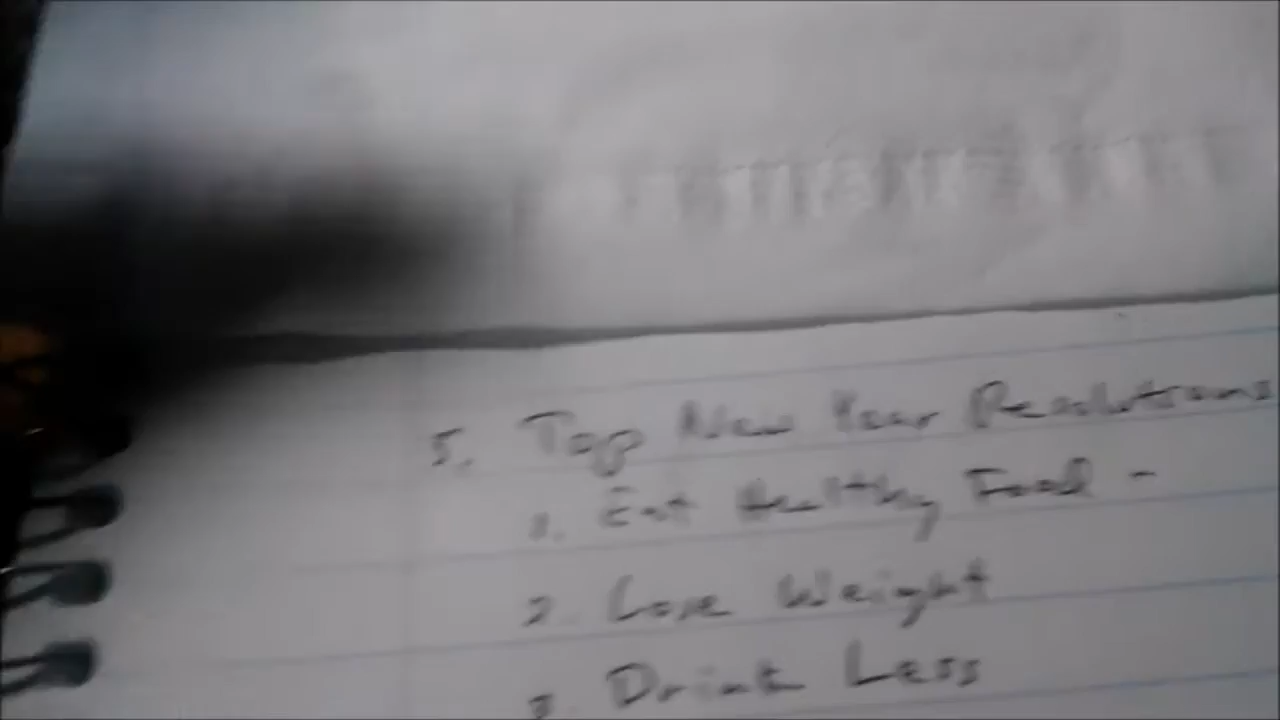 5. Top New Year Resolutions
1. Eat Healthy Food -
2. Lose Weight
3. Drink Less